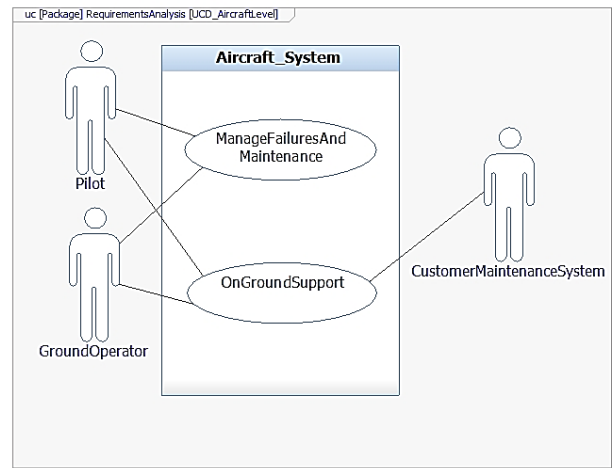 uc [Package] RequirementsAnalysis [UCD_AircraftLevel]
Aircraft_System
ManageFailuresAnd
Maintenance
Pilot
CustomerMaintenanceSystem
OnGroundSupport
GroundOperator